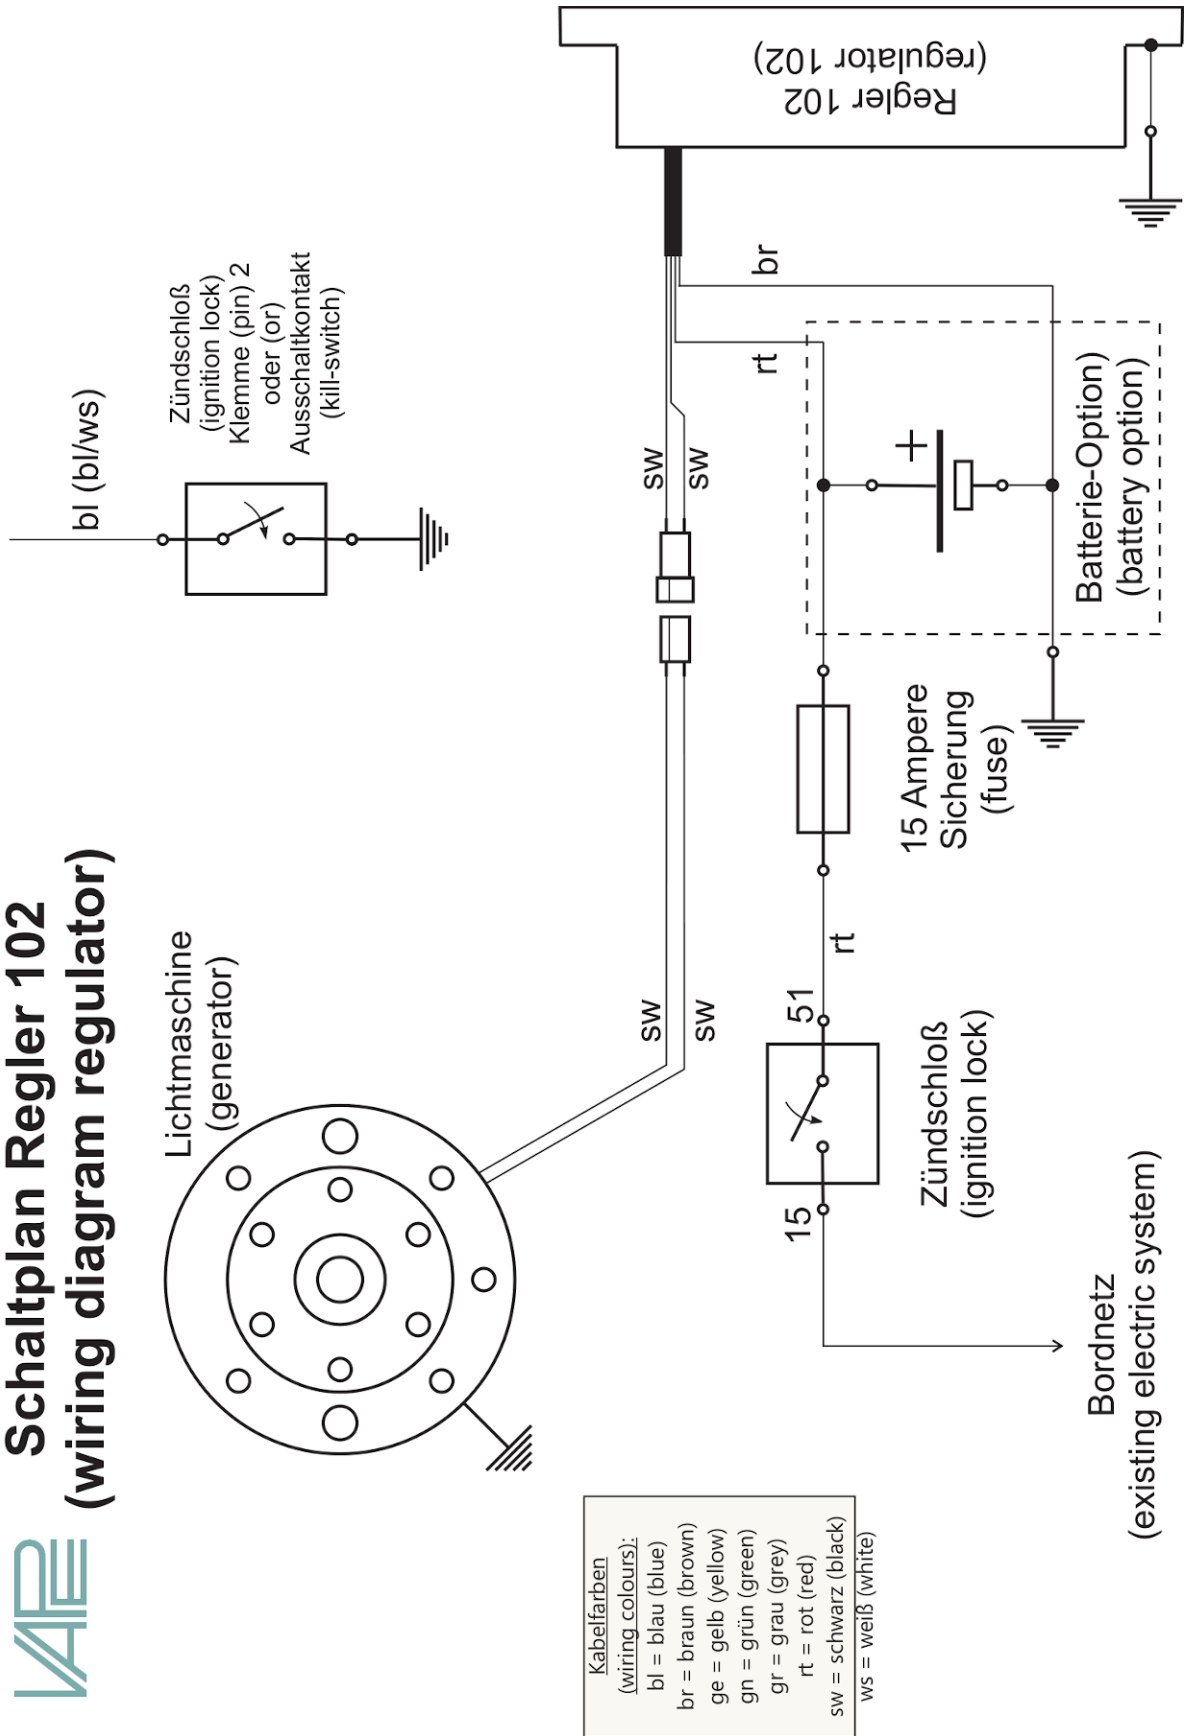 VAPE
Schaltplan Regler 102
(wiring diagram regulator)
Lichtmaschine
(generator)
bl (bl/ws)
Zündschloß
(ignition lock)
Klemme (pin) 2
oder (or)
Ausschaltkontakt
(kill-switch)
Regler 102
(regulator 102)
sw
sw
sw
sw
rt
br
+
Batterie-Option)
(battery option)
15 Ampere
Sicherung
(fuse)
rt
51
15
Zündschloß
(ignition lock)
Bordnetz
(existing electric system)
Kabelfarben
(wiring colours):
bl = blau (blue)
br = braun (brown)
ge = gelb (yellow)
gn = grün (green)
gr = grau (grey)
rt = rot (red)
sw = schwarz (black)
ws = weiß (white)